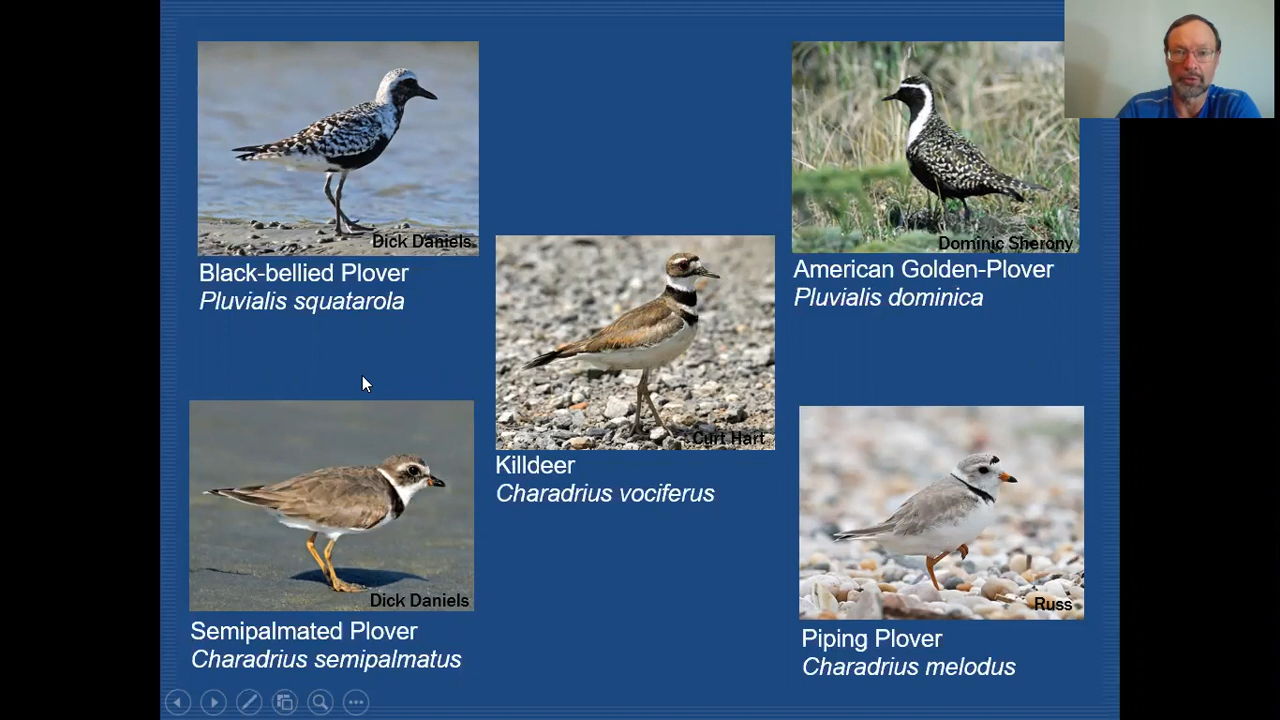 Dick Daniels
Black-bellied Plover
Pluvialis squatarola
Dominic Sherony
American Golden-Plover
Pluvialis dominica
Curt Hart
Killdeer
Charadrius vociferus
Dick Daniels
Semipalmated Plover
Charadrius semipalmatus
Russ
Piping Plover
Charadrius melodus